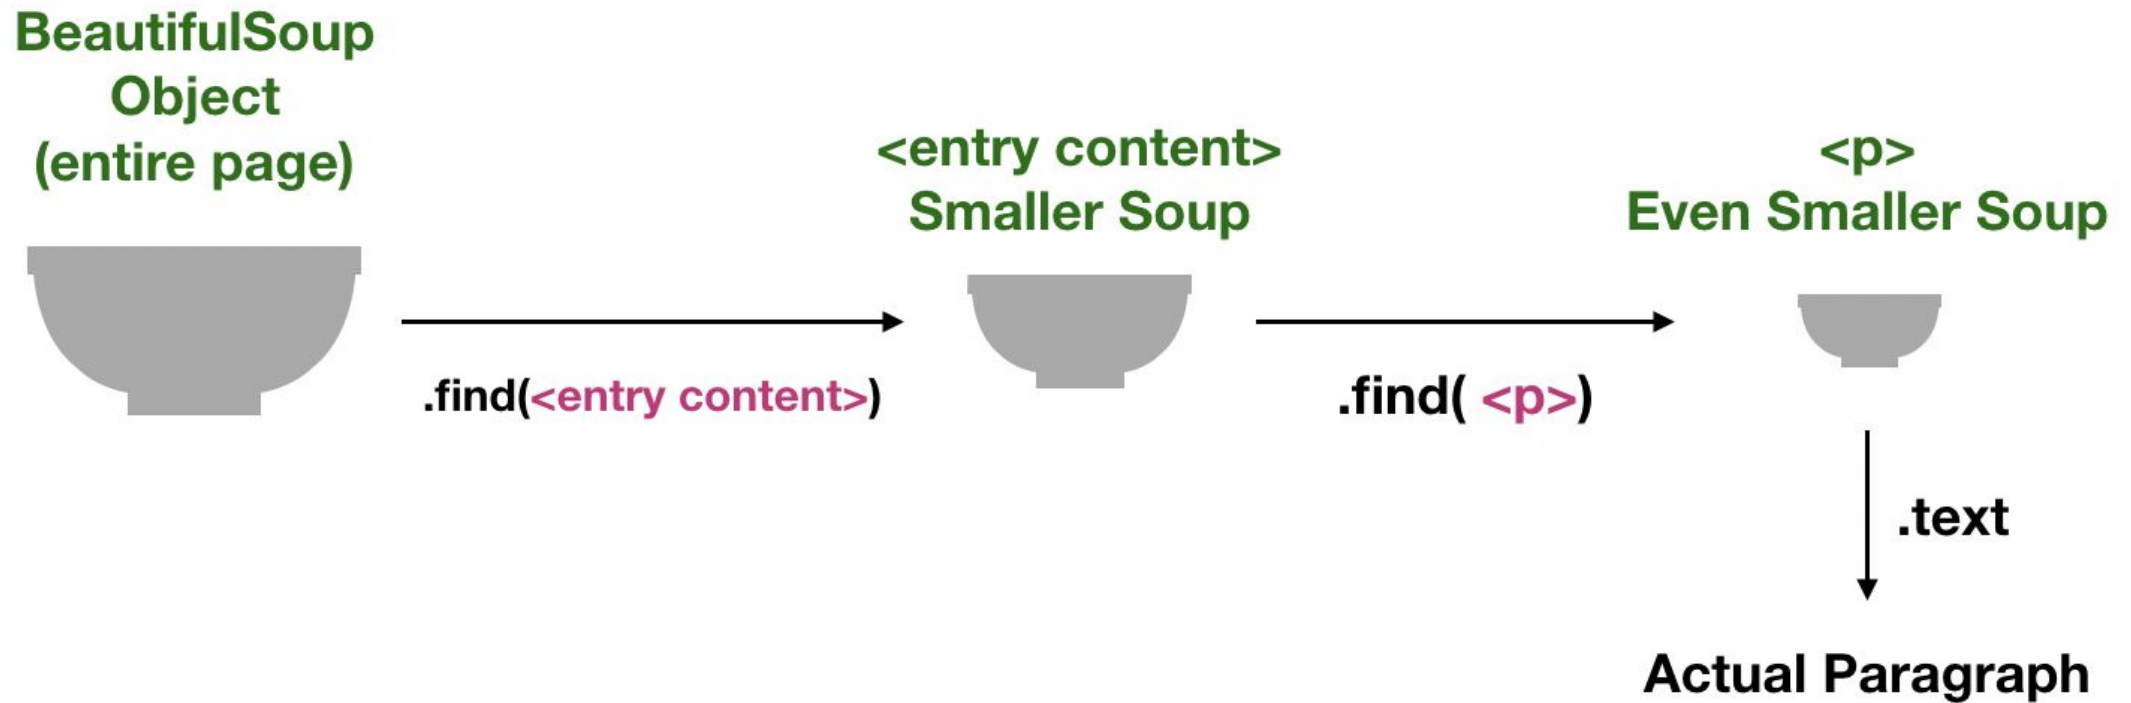 BeautifulSoup
Object
(entire page)
<entry content>
Smaller Soup
<p>
Even Smaller Soup
.find(<entry content>)
.find( <p>)
.text
Actual Paragraph